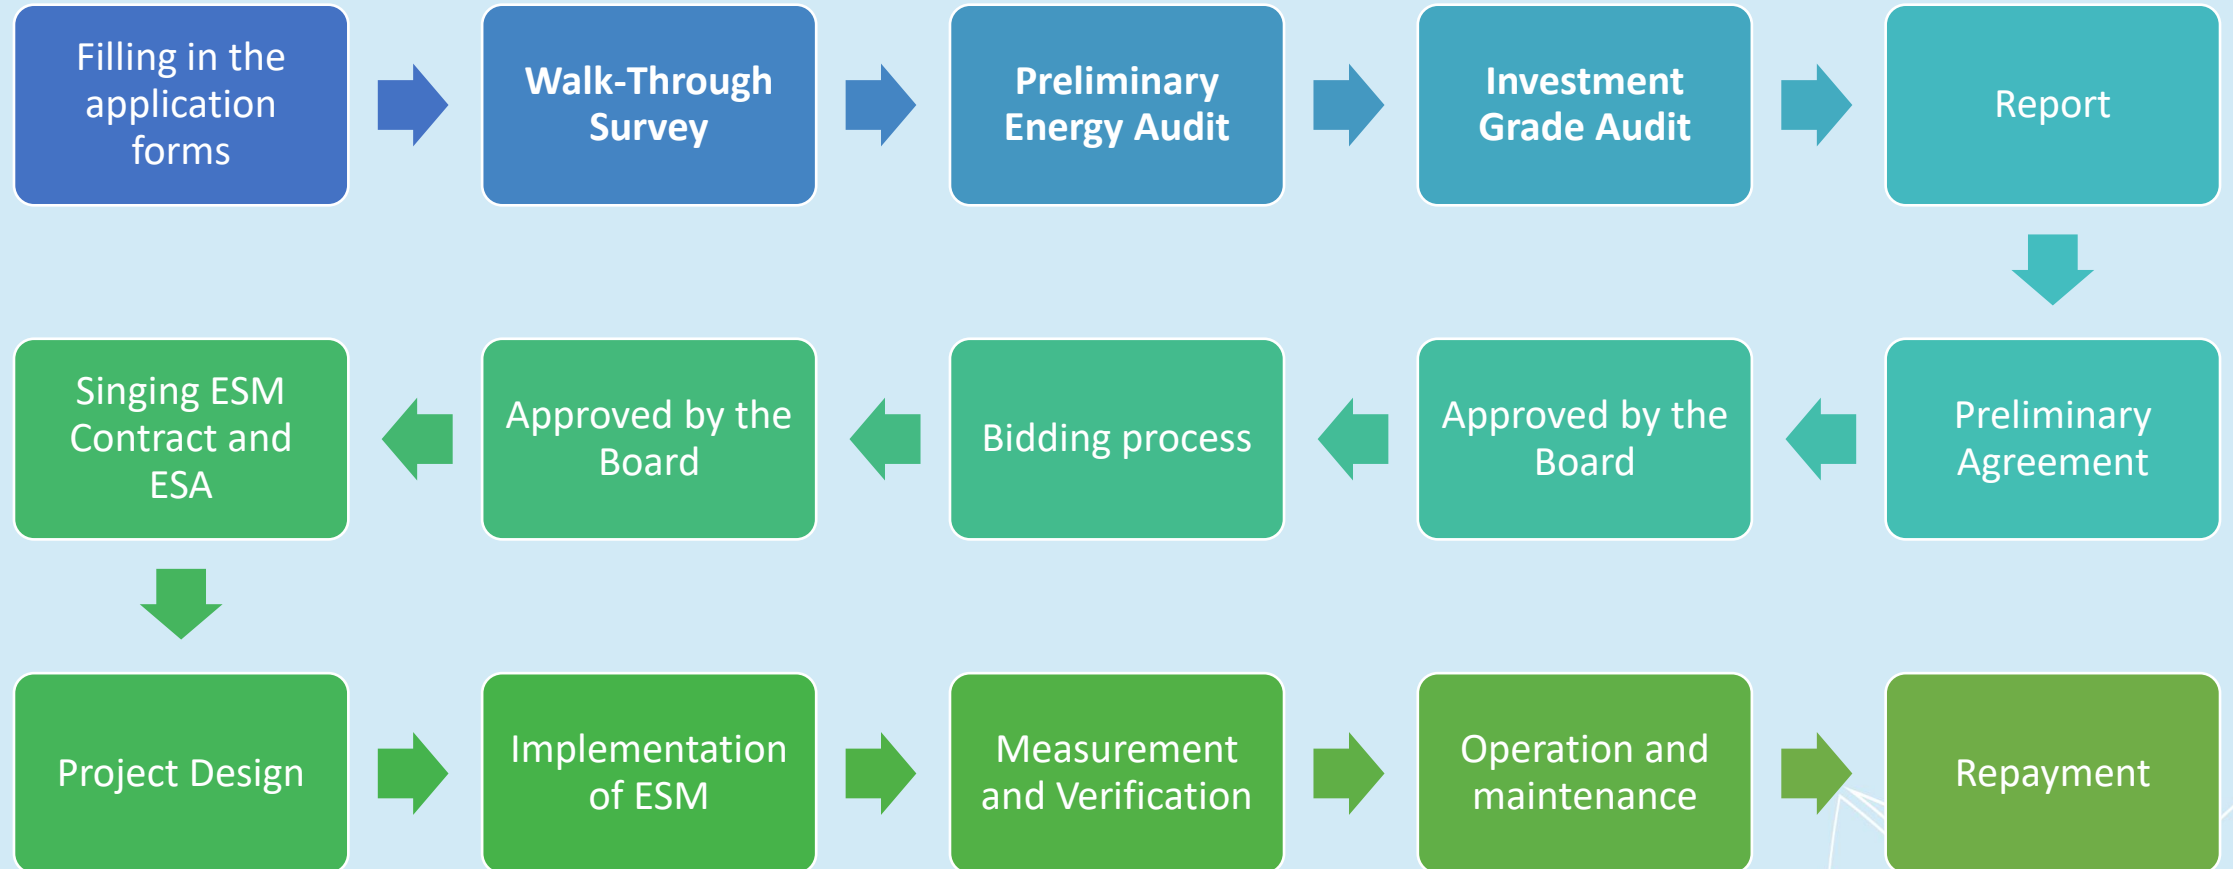 Filling in the
application
forms
Walk-Through
Survey
Preliminary
Energy Audit
Investment
Grade Audit
Report
Preliminary
Agreement
Approved by the
Board
Bidding process
Approved by the
Board
Singing ESM
Contract and
ESA
Project Design
Implementation
of ESM
Measurement
and Verification
Operation and
maintenance
Repayment